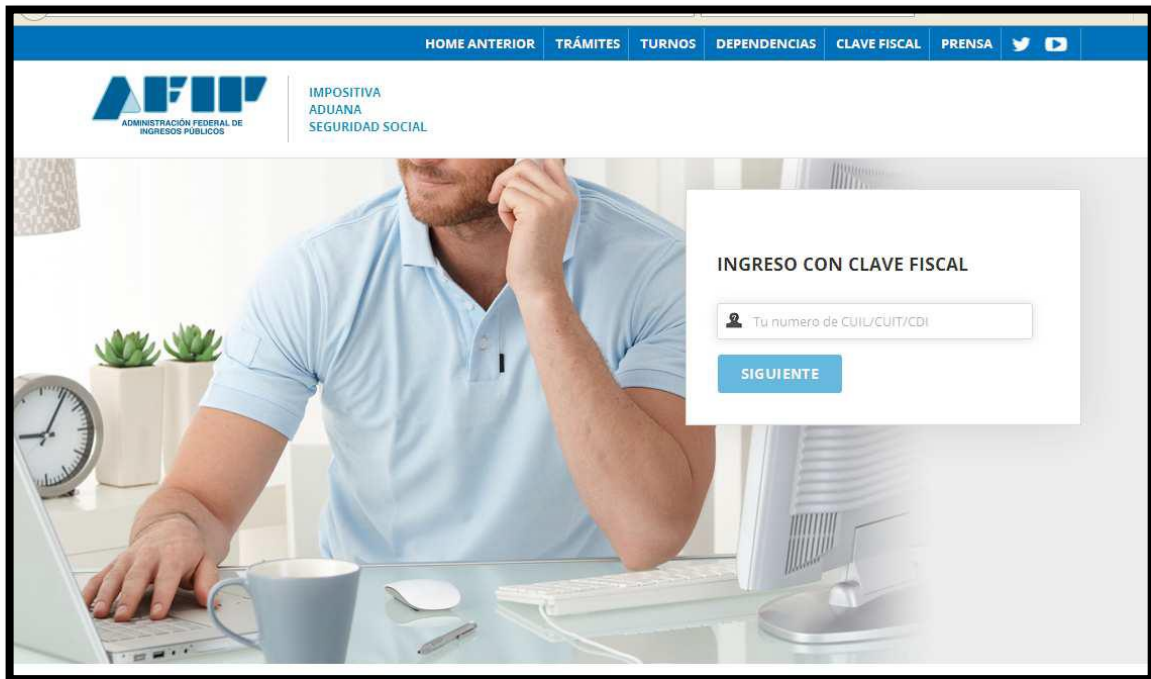 HOME ANTERIOR TRÁMITES TURNOS DEPENDENCIAS CLAVE FISCAL PRENSA
AFIP
ADMINISTRACIÓN FEDERAL DE
INGRESOS PÚBLICOS
IMPOSITIVA
ADUANA
SEGURIDAD SOCIAL
INGRESO CON CLAVE FISCAL
Tu numero de CUIL/CUIT/CDI
SIGUIENTE